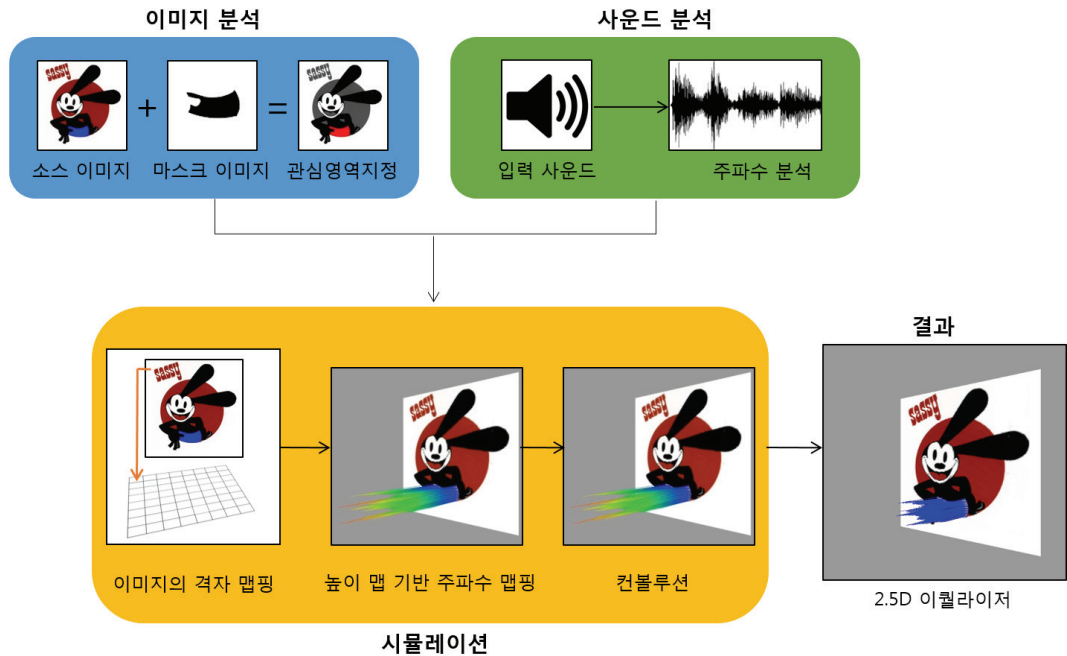 이미지 분석
사운드 분석
sassy
sassy
+
=
소스 이미지
마스크 이미지
관심영역지정
입력 사운드
주파수 분석
결과
sassy
sassy
sassy
sassy
이미지의 격자 맵핑
높이 맵 기반 주파수 맵핑
컨볼루션
2.5D 이퀄라이저
시뮬레이션